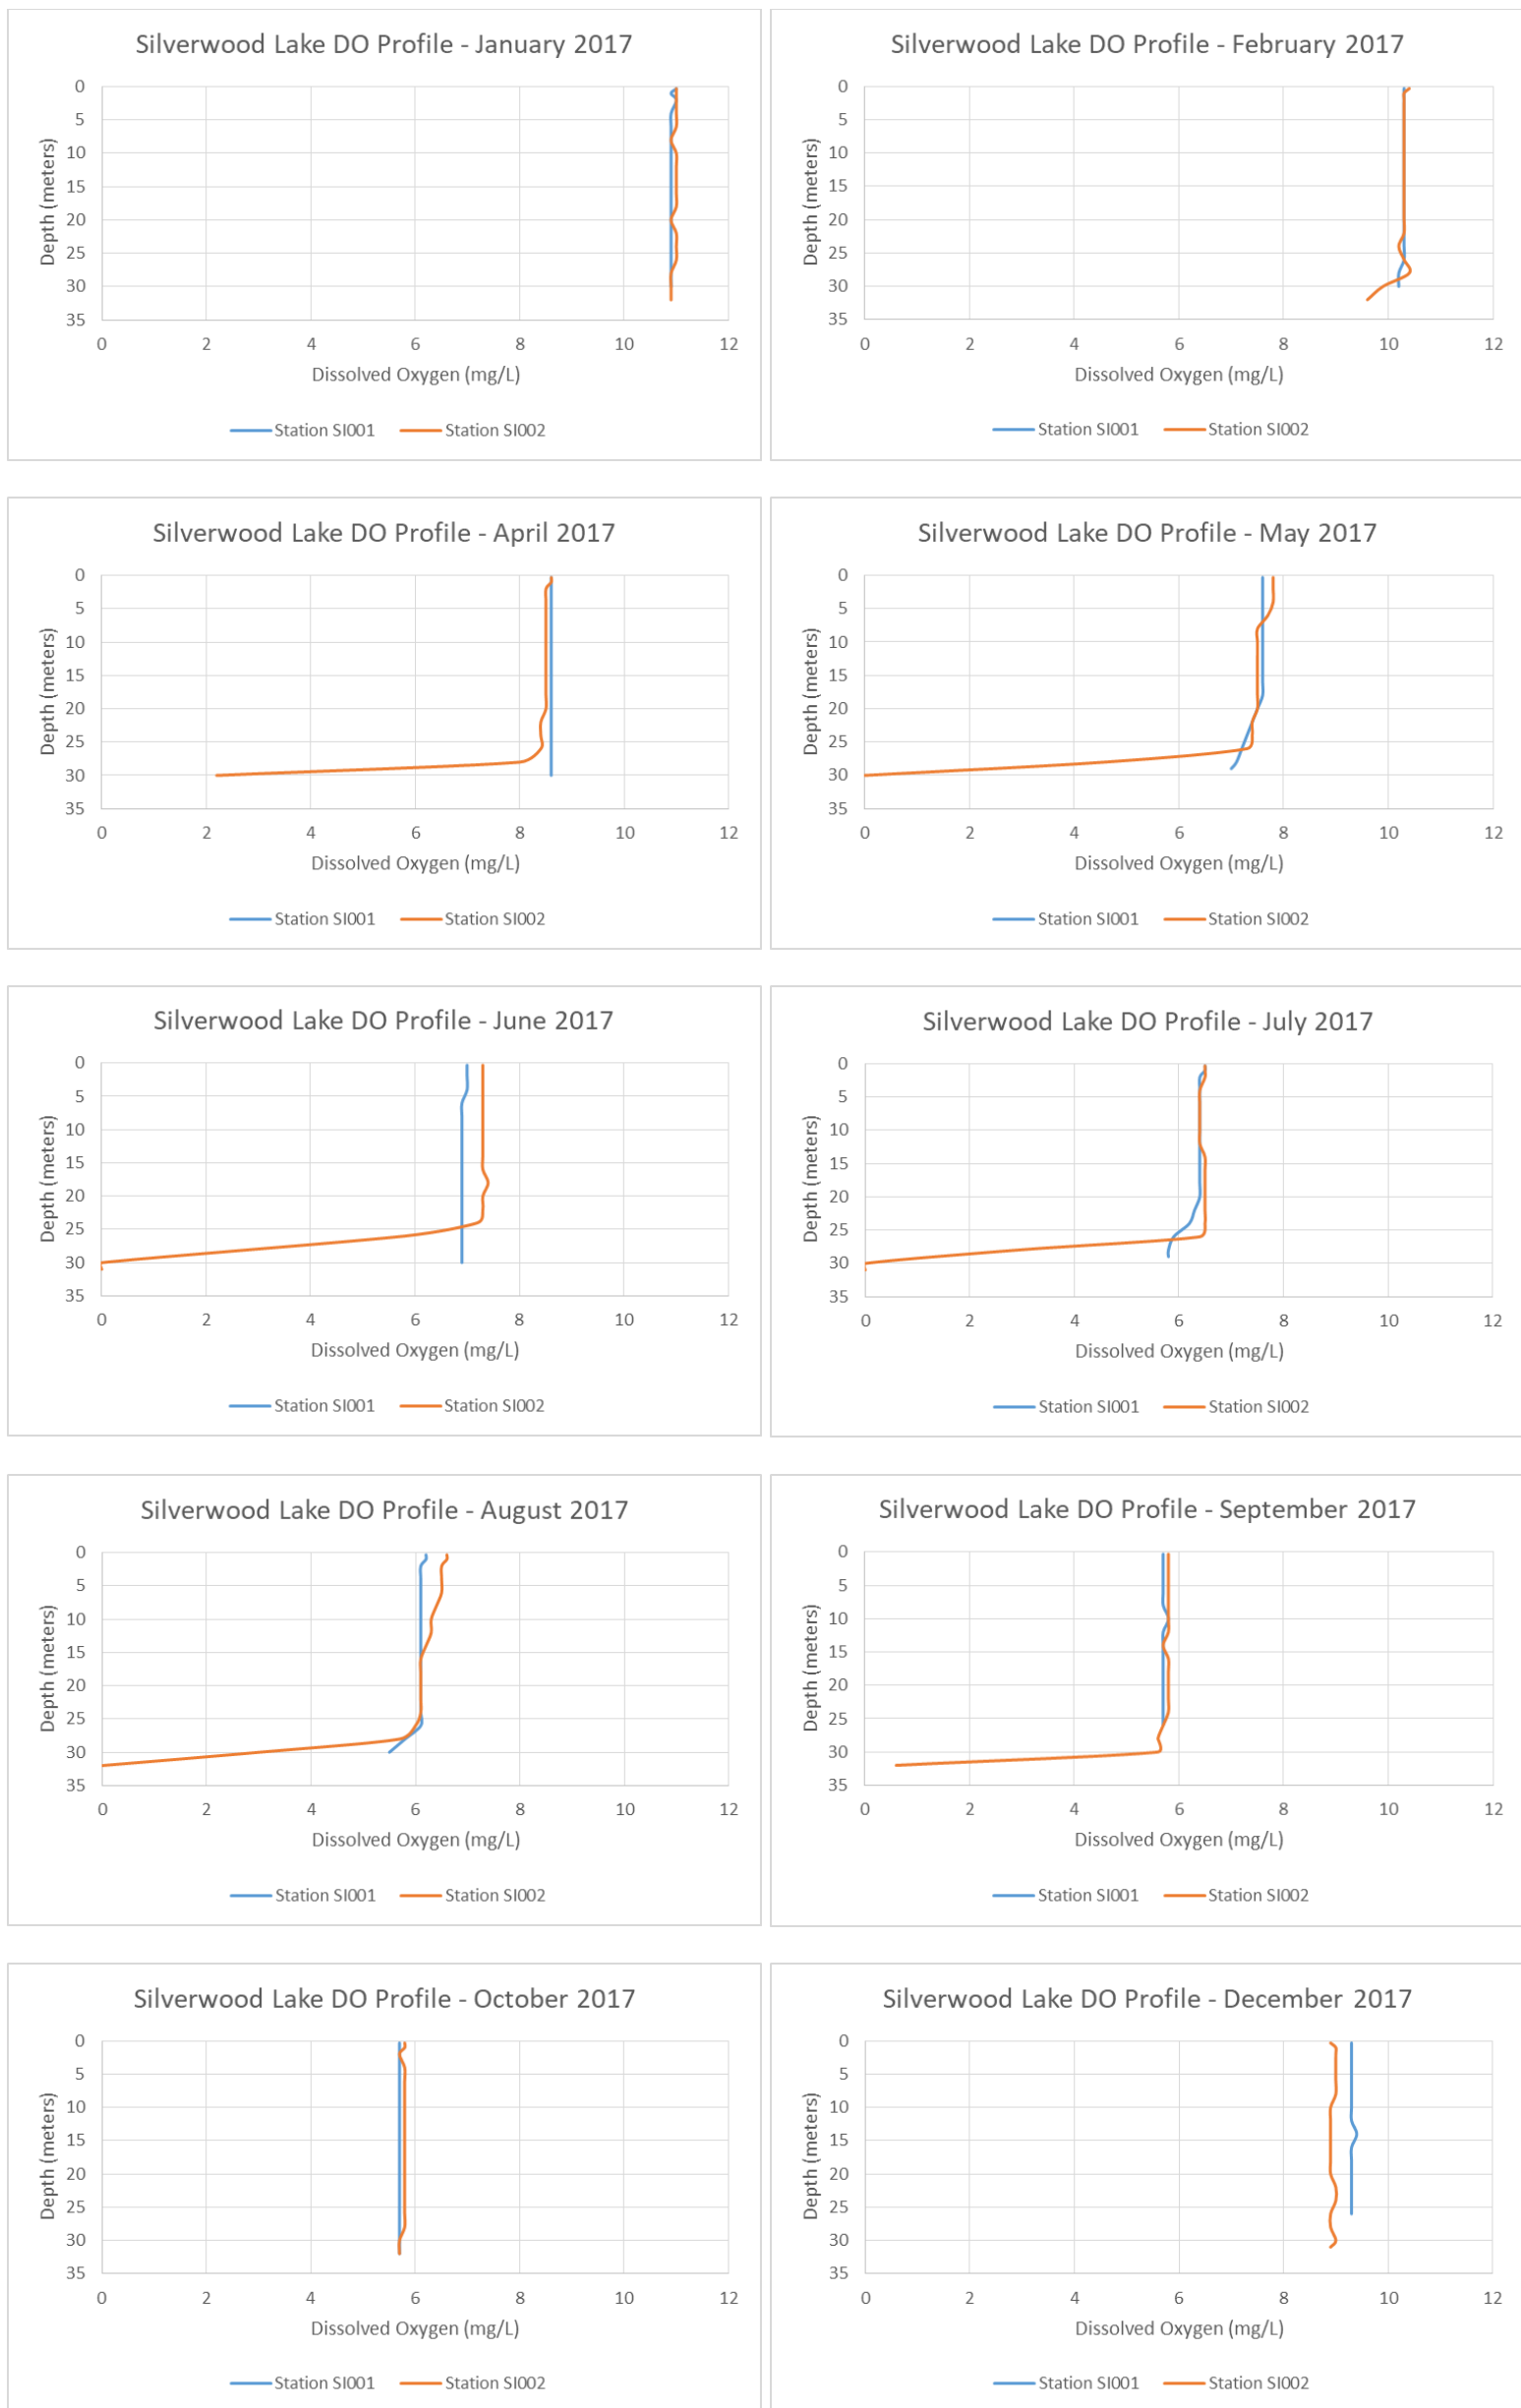 Silverwood Lake DO Profile - January 2017
0
5
10
15
20
25
30
35
Depth (meters)
0 2 4 6 8 10 12
Dissolved Oxygen (mg/L)
Station SI001 Station SI002
Silverwood Lake DO Profile - February 2017
0
5
10
15
20
25
30
35
Depth (meters)
0 2 4 6 8 10 12
Dissolved Oxygen (mg/L)
Station SI001 Station SI002
Silverwood Lake DO Profile - April 2017
0
5
10
15
20
25
30
35
Depth (meters)
0 2 4 6 8 10 12
Dissolved Oxygen (mg/L)
Station SI001 Station SI002
Silverwood Lake DO Profile - May 2017
0
5
10
15
20
25
30
35
Depth (meters)
0 2 4 6 8 10 12
Dissolved Oxygen (mg/L)
Station SI001 Station SI002
Silverwood Lake DO Profile - June 2017
0
5
10
15
20
25
30
35
Depth (meters)
0 2 4 6 8 10 12
Dissolved Oxygen (mg/L)
Station SI001 Station SI002
Silverwood Lake DO Profile - July 2017
0
5
10
15
20
25
30
35
Depth (meters)
0 2 4 6 8 10 12
Dissolved Oxygen (mg/L)
Station SI001 Station SI002
Silverwood Lake DO Profile - August 2017
0
5
10
15
20
25
30
35
Depth (meters)
0 2 4 6 8 10 12
Dissolved Oxygen (mg/L)
Station SI001 Station SI002
Silverwood Lake DO Profile - September 2017
0
5
10
15
20
25
30
35
Depth (meters)
0 2 4 6 8 10 12
Dissolved Oxygen (mg/L)
Station SI001 Station SI002
Silverwood Lake DO Profile - October 2017
0
5
10
15
20
25
30
35
Depth (meters)
0 2 4 6 8 10 12
Dissolved Oxygen (mg/L)
Station SI001 Station SI002
Silverwood Lake DO Profile - December 2017
0
5
10
15
20
25
30
35
Depth (meters)
0 2 4 6 8 10 12
Dissolved Oxygen (mg/L)
Station SI001 Station SI002